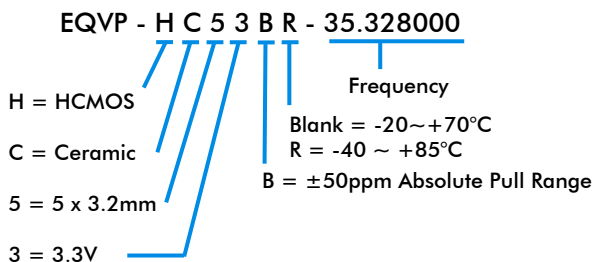 EQVP - H C 5 3 B R - 35.328000
Frequency
H = HCMOS
Blank = -20~+70°C
C = Ceramic
R = -40 ~ +85°C
B = ±50ppm Absolute Pull Range
5 = 5 x 3.2mm
3 = 3.3V